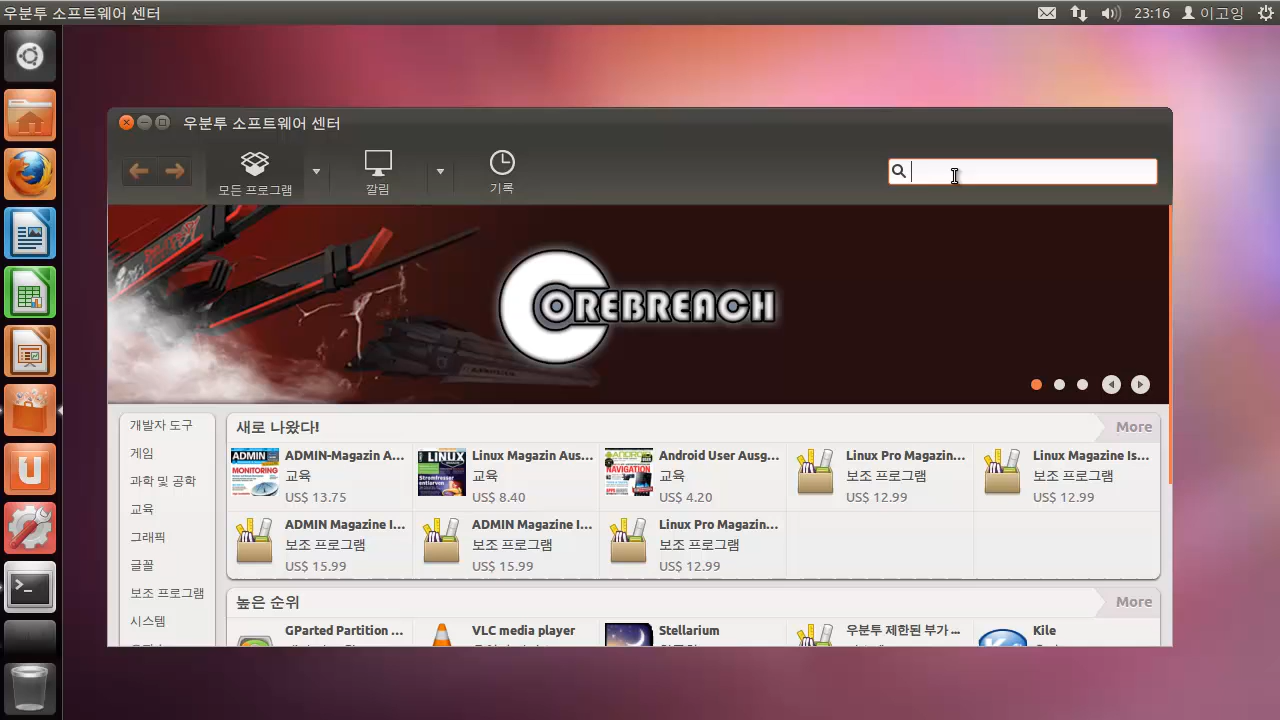 우분투 소프트웨어 센터
23:16
이고잉
우분투 소프트웨어 센터
모든 프로그램
깔림
기록
COREBREACH
개발자 도구
게임
과학 및 공학
교육
그래픽
글꼴
보조 프로그램
시스템
새로 나왔다!
More
ADMIN-Magazin A...
교육
US$ 13.75
Linux Magazin Aus...
교육
US$ 8.40
Android User Ausg...
교육
US$ 4.20
Linux Pro Magazin...
보조 프로그램
US$ 12.99
Linux Magazine Is...
보조 프로그램
US$ 12.99
ADMIN Magazine I...
보조 프로그램
US$ 15.99
ADMIN Magazine I...
보조 프로그램
US$ 15.99
Linux Pro Magazin...
보조 프로그램
US$ 12.99
높은 순위
More
GParted Partition ...
VLC media player
Stellarium
우분투 제한된 부가 ...
Kile